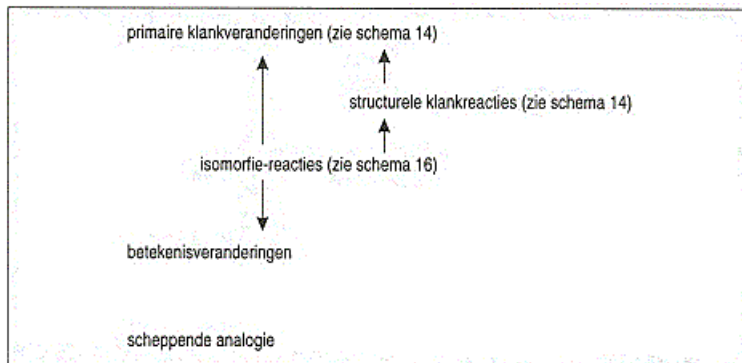 primaire klankveranderingen (zie schema 14)
structurele klankreacties (zie schema 14)
isomorfie-reacties (zie schema 16)
betekenisveranderingen
scheppende analogie